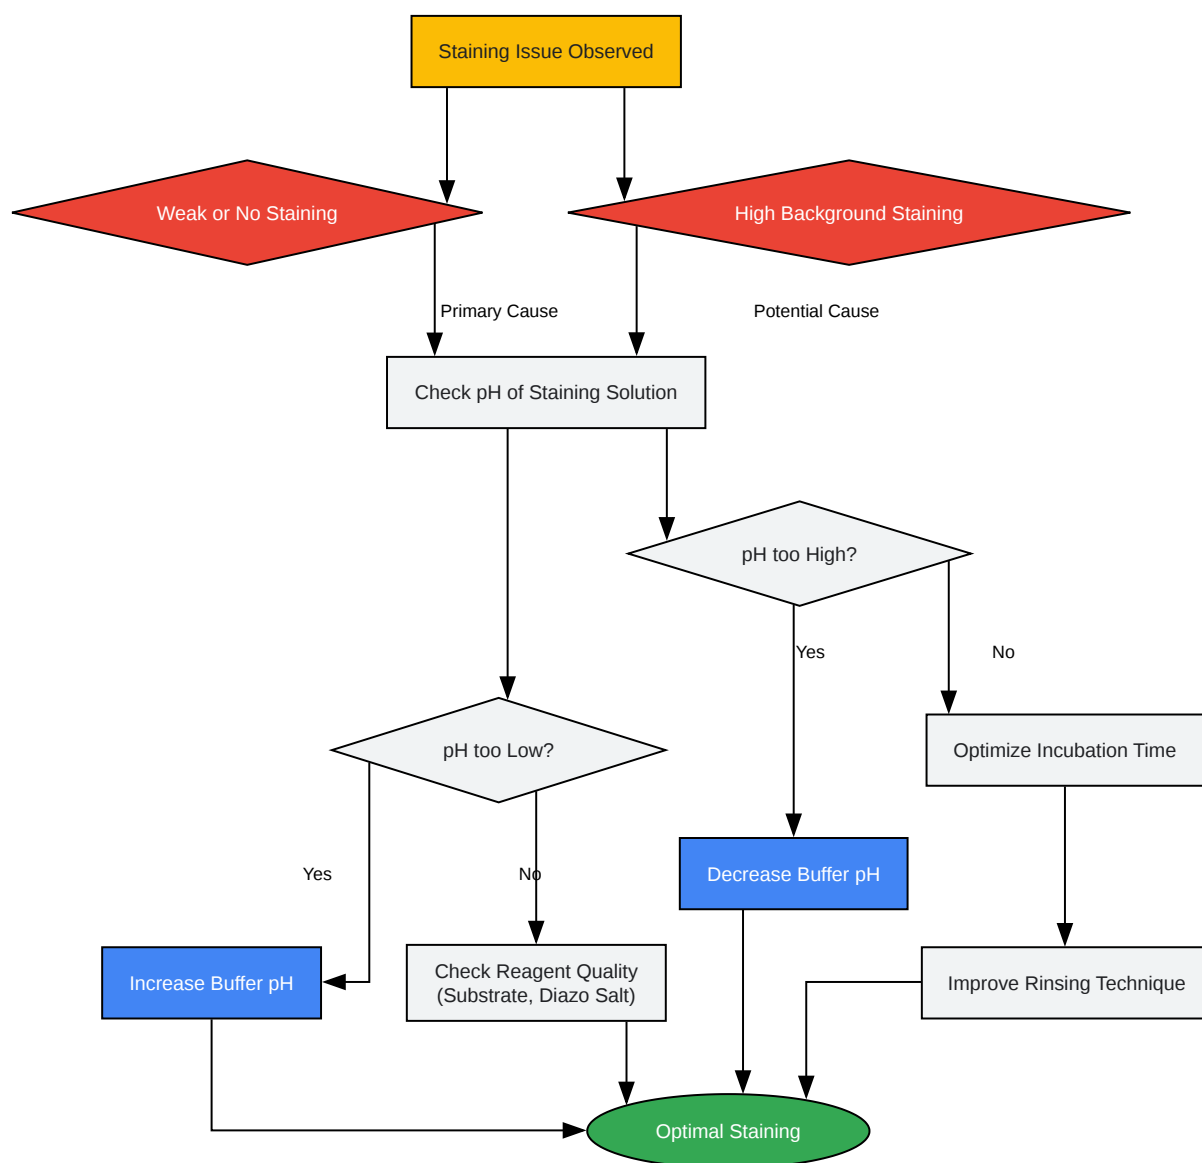 Staining Issue Observed
Weak or No Staining
High Background Staining
Primary Cause
Potential Cause
Check pH of Staining Solution
pH too High?
Yes
No
pH too Low?
Optimize Incubation Time
Yes
No
Decrease Buffer pH
Increase Buffer pH
Check Reagent Quality
(Substrate, Diazo Salt)
Improve Rinsing Technique
Optimal Staining